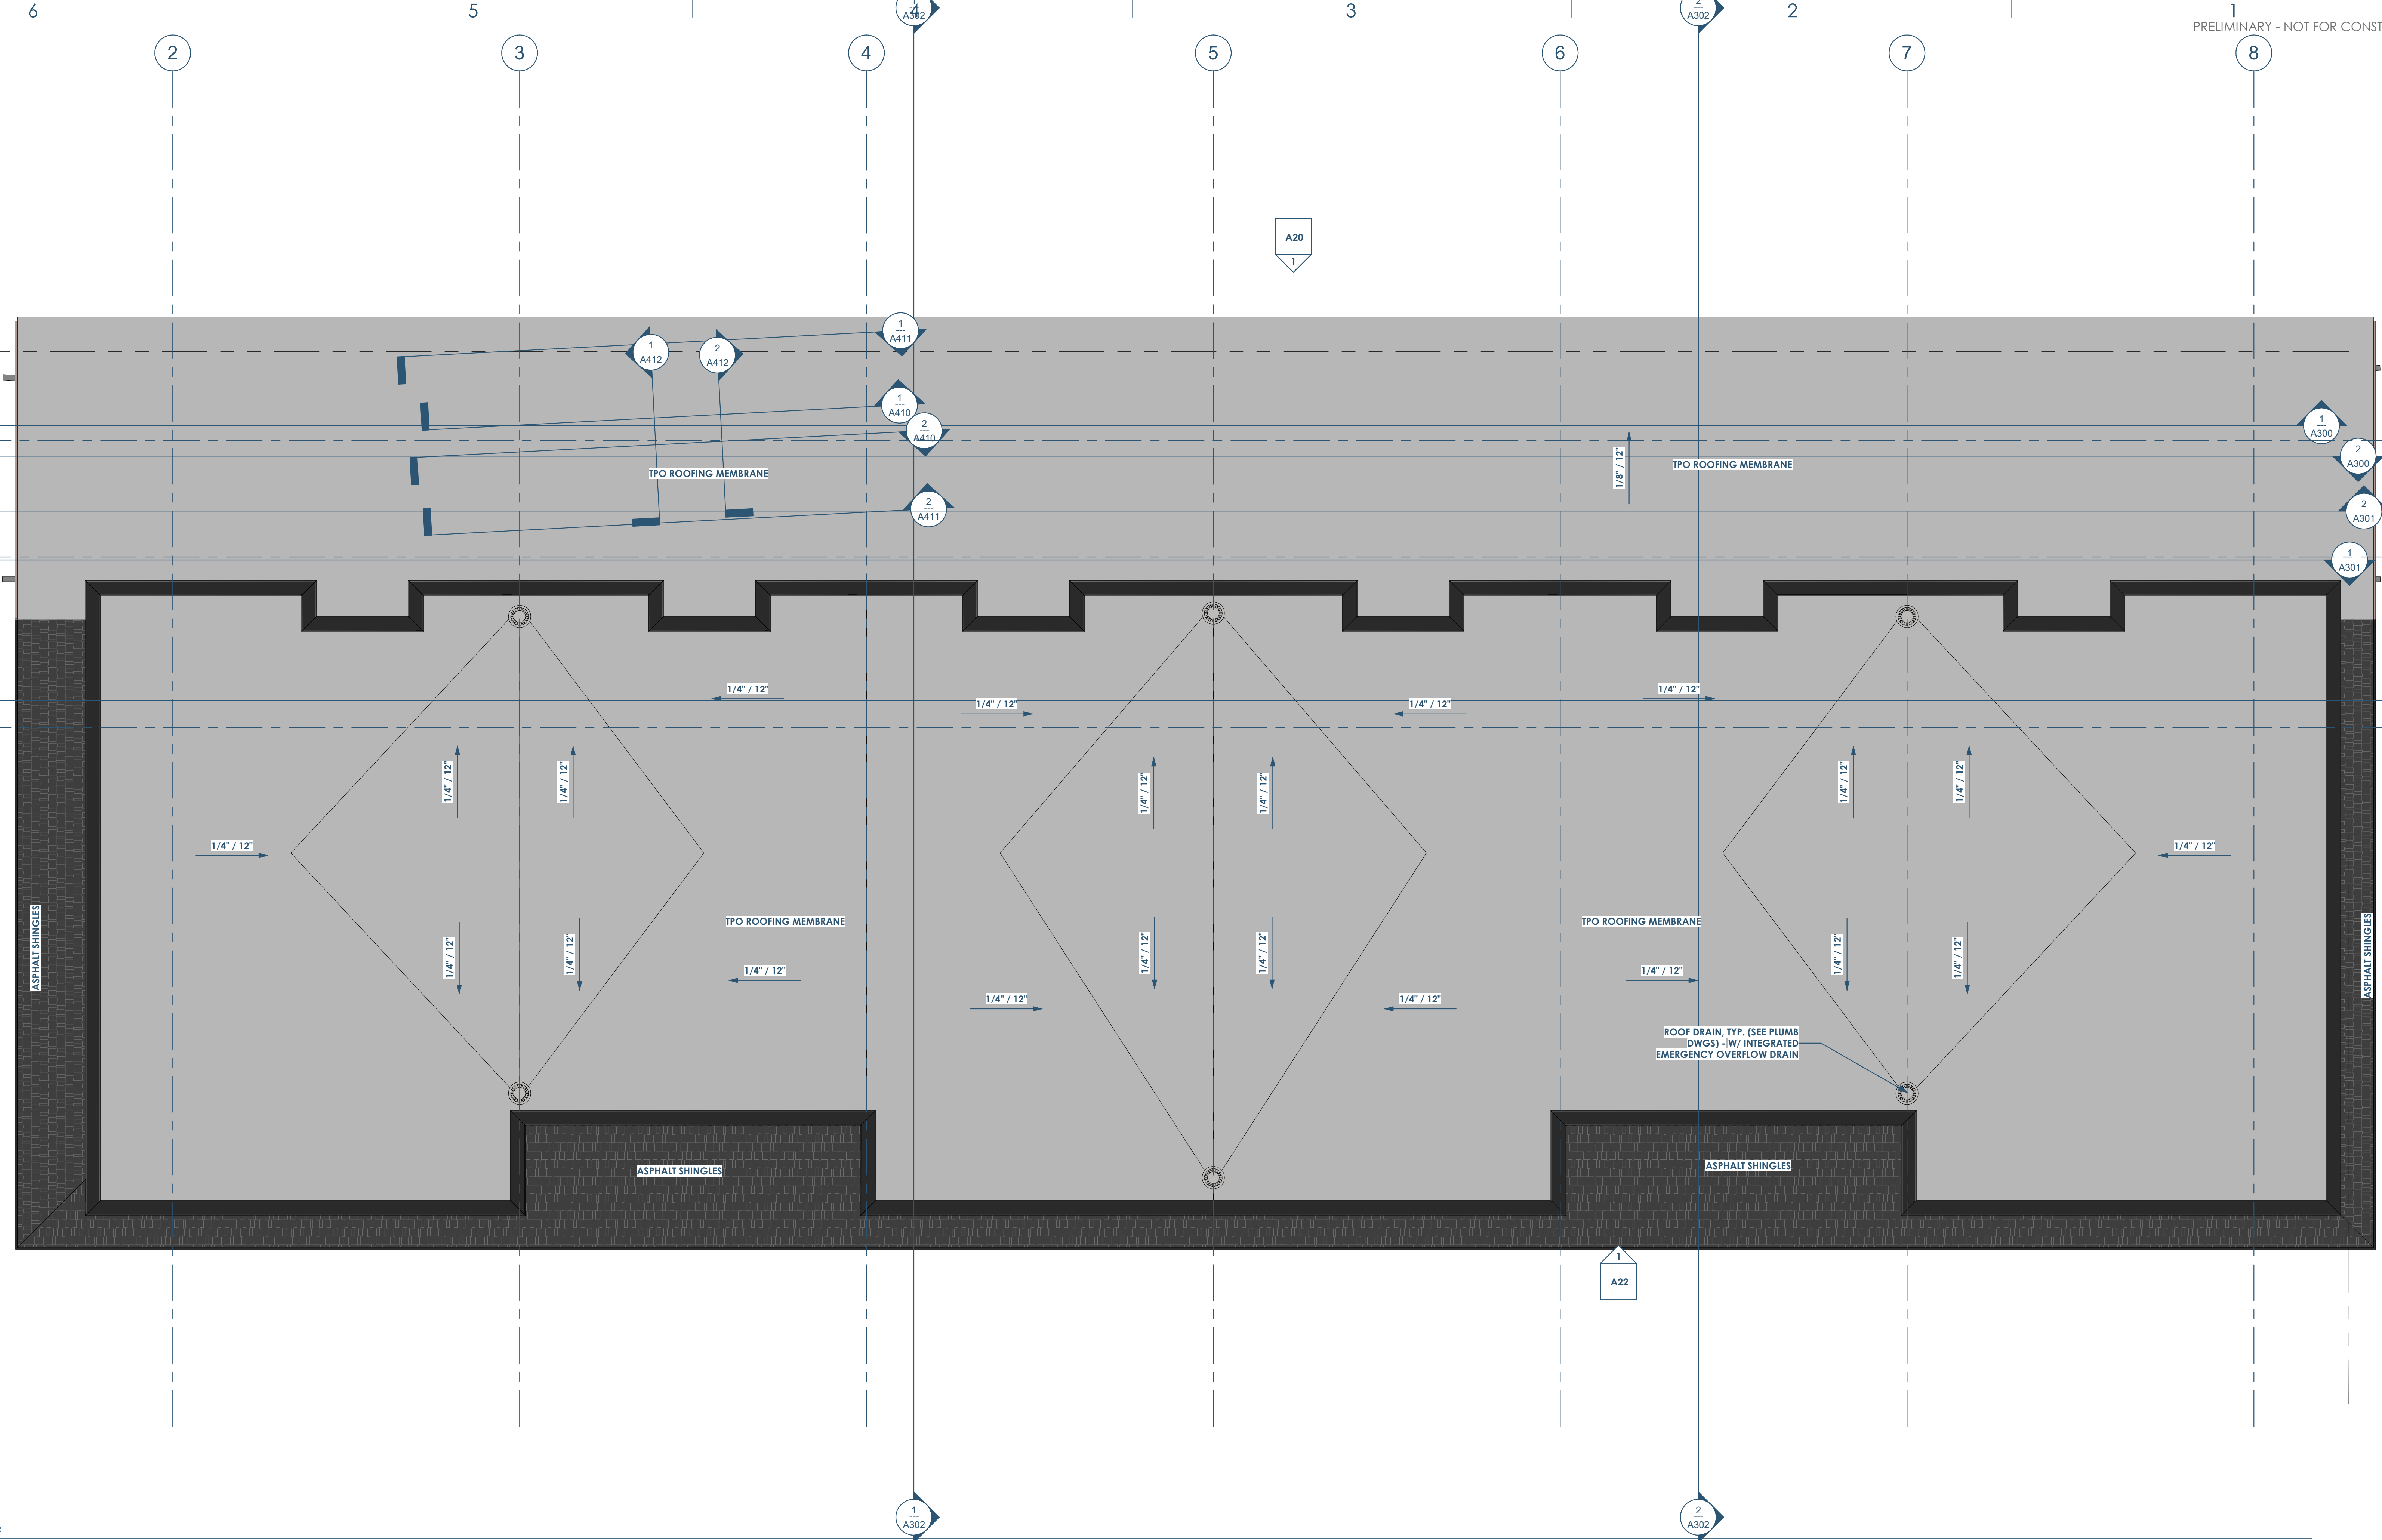 6
5
4
3
2
1
A302
2
A302
PRELIMINARY - NOT FOR CONST
2
3
4
5
6
7
8
A20
1
1
A411
1
A412
2
A412
1
A410
2
A410
1
A300
2
A300
TPO ROOFING MEMBRANE
1/8" / 12"
TPO ROOFING MEMBRANE
2
A411
2
A301
1
A301
1/4" / 12"
1/4" / 12"
1/4" / 12"
1/4" / 12"
1/4" / 12"
1/4" / 12"
1/4" / 12"
1/4" / 12"
1/4" / 12"
1/4" / 12"
1/4" / 12"
1/4" / 12"
ASPHALT SHINGLES
TPO ROOFING MEMBRANE
TPO ROOFING MEMBRANE
ASPHALT SHINGLES
1/4" / 12"
1/4" / 12"
1/4" / 12"
1/4" / 12"
1/4" / 12"
1/4" / 12"
1/4" / 12"
1/4" / 12"
1/4" / 12"
1/4" / 12"
ROOF DRAIN, TYP. (SEE PLUMB
DWGS) - W/ INTEGRATED
EMERGENCY OVERFLOW DRAIN
ASPHALT SHINGLES
ASPHALT SHINGLES
1
A22
1
A302
2
A302